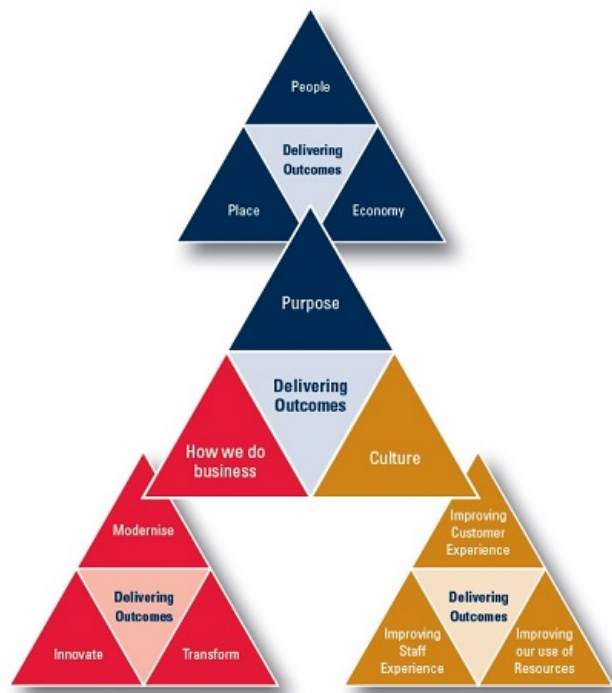 People
Delivering
Outcomes
Place
Economy
Purpose
Delivering
Outcomes
How we do
business
Culture
Modernise
Delivering
Outcomes
Innovate
Transform
Improving
Customer
Experience
Delivering
Outcomes
Improving
Staff
Experience
Improving
our use of
Resources